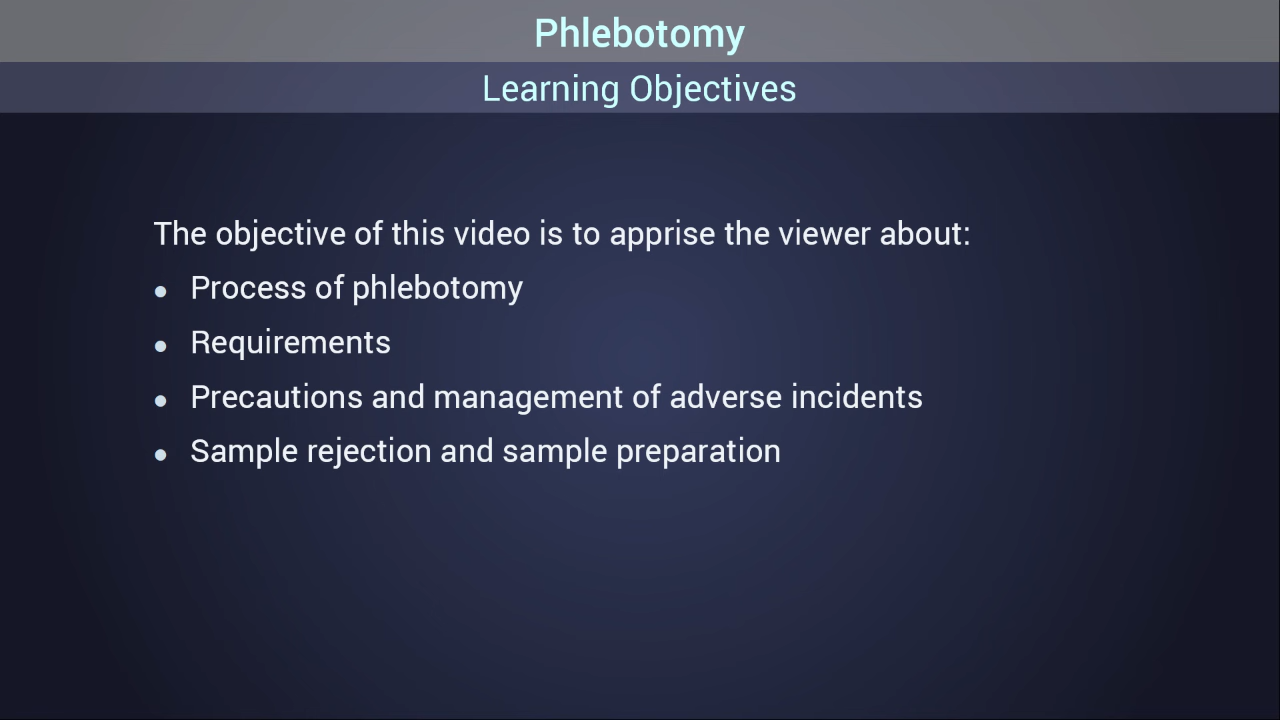 Phlebotomy
Learning Objectives
The objective of this video is to apprise the viewer about:
● Process of phlebotomy
● Requirements
● Precautions and management of adverse incidents
● Sample rejection and sample preparation